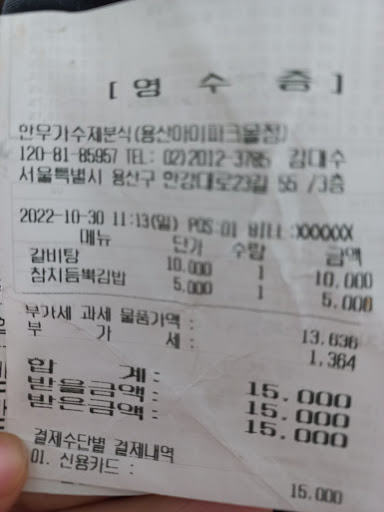 [ 영 수 증 ]
안무가수제분식(용산아이파크몰점)
120-81-85957 TEL: 02)2012-3785 김대수
서울특별시 용산구 한강대로23길 55 /3층
2022-10-30 11:13(일) POS:01 BILL:XXXXXX
메뉴 단가 수량 금액
갈비탕 10.000 1 10.000
참치듬뿍김밥 5.000 1 5.000
부가세 과세 물품가액 : 13.636
부 가 세 : 1.364
합 계 : 15.000
받을금액 : 15.000
받은금액 : 15.000
결제수단별 결제내역
01. 신용카드 : 15.000